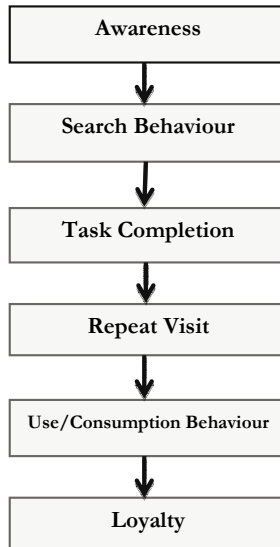 Awareness
Search Behaviour
Task Completion
Repeat Visit
Use/Consumption Behaviour
Loyalty